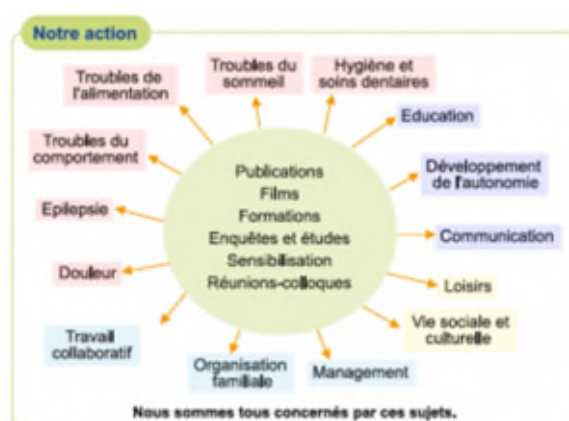 Notre action
Troubles de
l'alimentation
Troubles du
sommeil
Hygiène et
soins dentaires
Education
Troubles du
comportement
Développement
de l'autonomie
Epilepsie
Communication
Douleur
Loisirs
Publications
Films
Formations
Enquêtes et études
Sensibilisation
Réunions-colloques
Travail
collaboratif
Organisation
familiale
Management
Vie sociale et
culturelle
Nous sommes tous concernés par ces sujets.